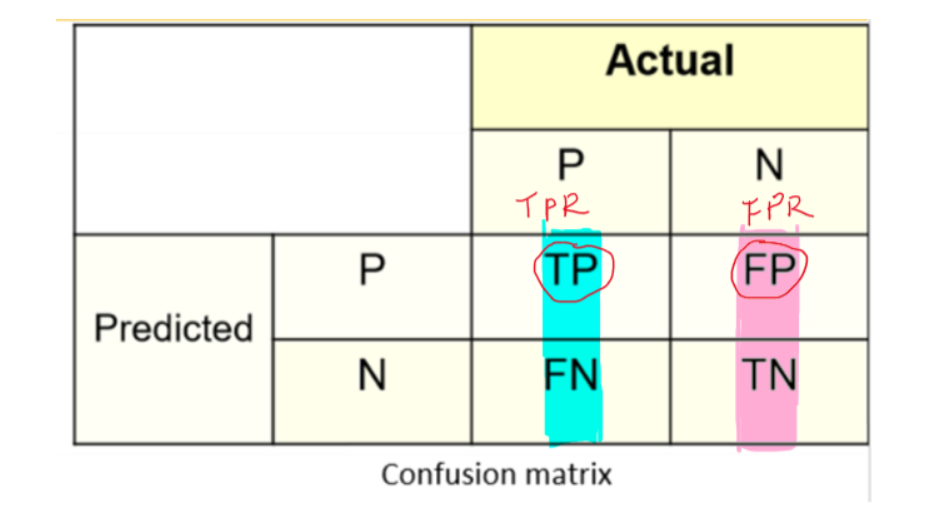 Actual
P N
TPR FPR
P TP FP
Predicted
N FN TN
Confusion matrix